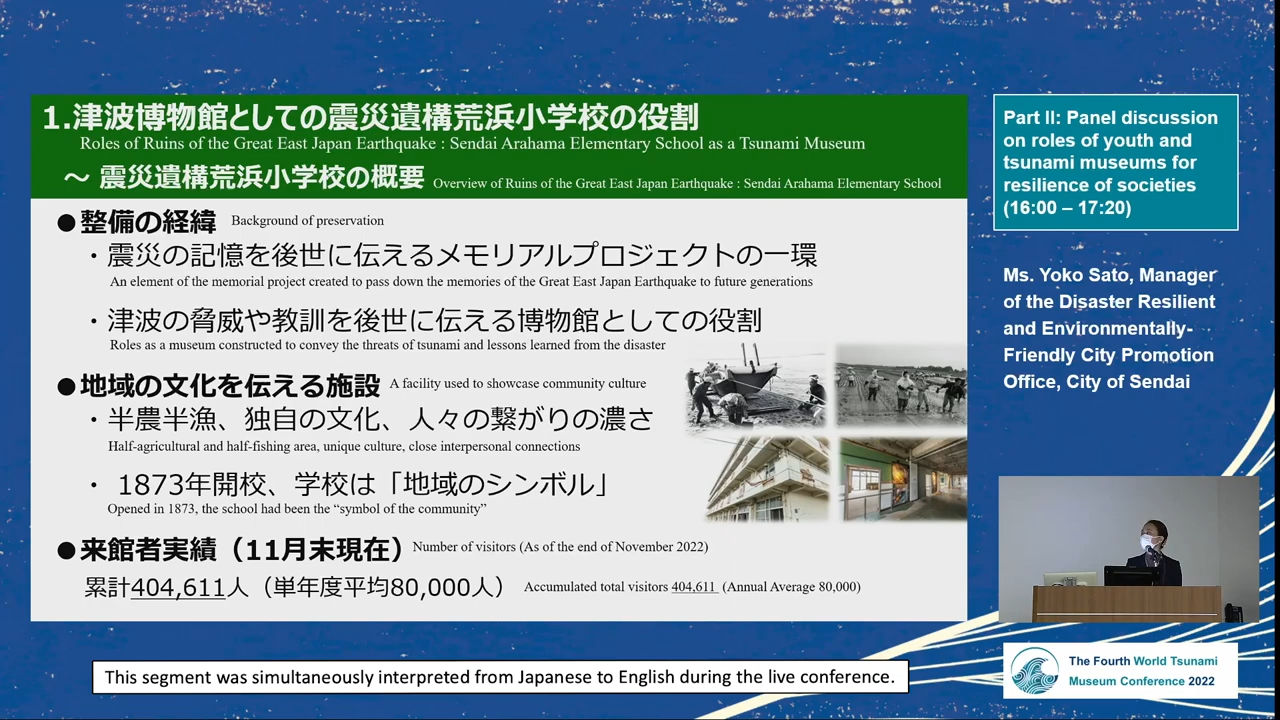 1.津波博物館としての震災遺構荒浜小学校の役割
Roles of Ruins of the Great East Japan Earthquake : Sendai Arahama Elementary School as a Tsunami Museum
～ 震災遺構荒浜小学校の概要 Overview of Ruins of the Great East Japan Earthquake : Sendai Arahama Elementary School
●整備の経緯 Background of preservation
・震災の記憶を後世に伝えるメモリアルプロジェクトの一環
An element of the memorial project created to pass down the memories of the Great East Japan Earthquake to future generations
・津波の脅威や教訓を後世に伝える博物館としての役割
Roles as a museum constructed to convey the threats of tsunami and lessons learned from the disaster
●地域の文化を伝える施設 A facility used to showcase community culture
・半農半漁、独自の文化、人々の繋がりの濃さ
Half-agricultural and half-fishing area, unique culture, close interpersonal connections
・ 1873年開校、学校は「地域のシンボル」
Opened in 1873, the school had been the “symbol of the community”
●来館者実績（11月末現在） Number of visitors (As of the end of November 2022)
累計404,611人（単年度平均80,000人） Accumulated total visitors 404,611 (Annual Average 80,000)
Part II: Panel discussion
on roles of youth and
tsunami museums for
resilience of societies
(16:00 – 17:20)
Ms. Yoko Sato, Manager
of the Disaster Resilient
and Environmentally-
Friendly City Promotion
Office, City of Sendai
The Fourth World Tsunami
Museum Conference 2022
This segment was simultaneously interpreted from Japanese to English during the live conference.